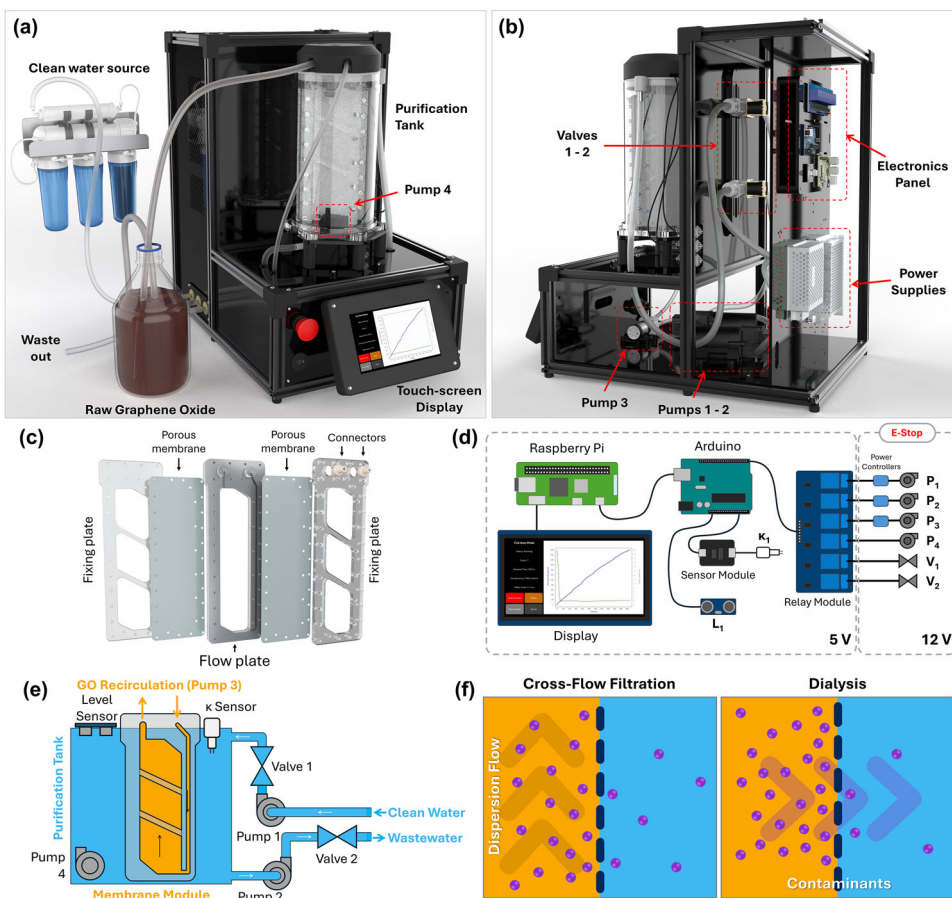 (a)
Clean water source
Purification
Tank
Pump 4
Waste
out
Raw Graphene Oxide
Touch-screen
Display
(b)
Valves
1 - 2
Electronics
Panel
Power
Supplies
Pump 3
Pumps 1 - 2
(c)
Porous
membrane
Porous
membrane
Connectors
Fixing plate
Fixing plate
Flow plate
(d)
E-Stop
Raspberry Pi
Arduino
Power
Controllers
P1
P2
P3
P4
V1
V2
κ1
Sensor Module
L1
Relay Module
Display
5 V
12 V
(e)
GO Recirculation (Pump 3)
Level
Sensor
κ Sensor
Purification Tank
Valve 1
Clean Water
Pump 1
Wastewater
Valve 2
Pump
4
Pump 2
Membrane Module
(f)
Cross-Flow Filtration
Dialysis
Dispersion Flow
Contaminants